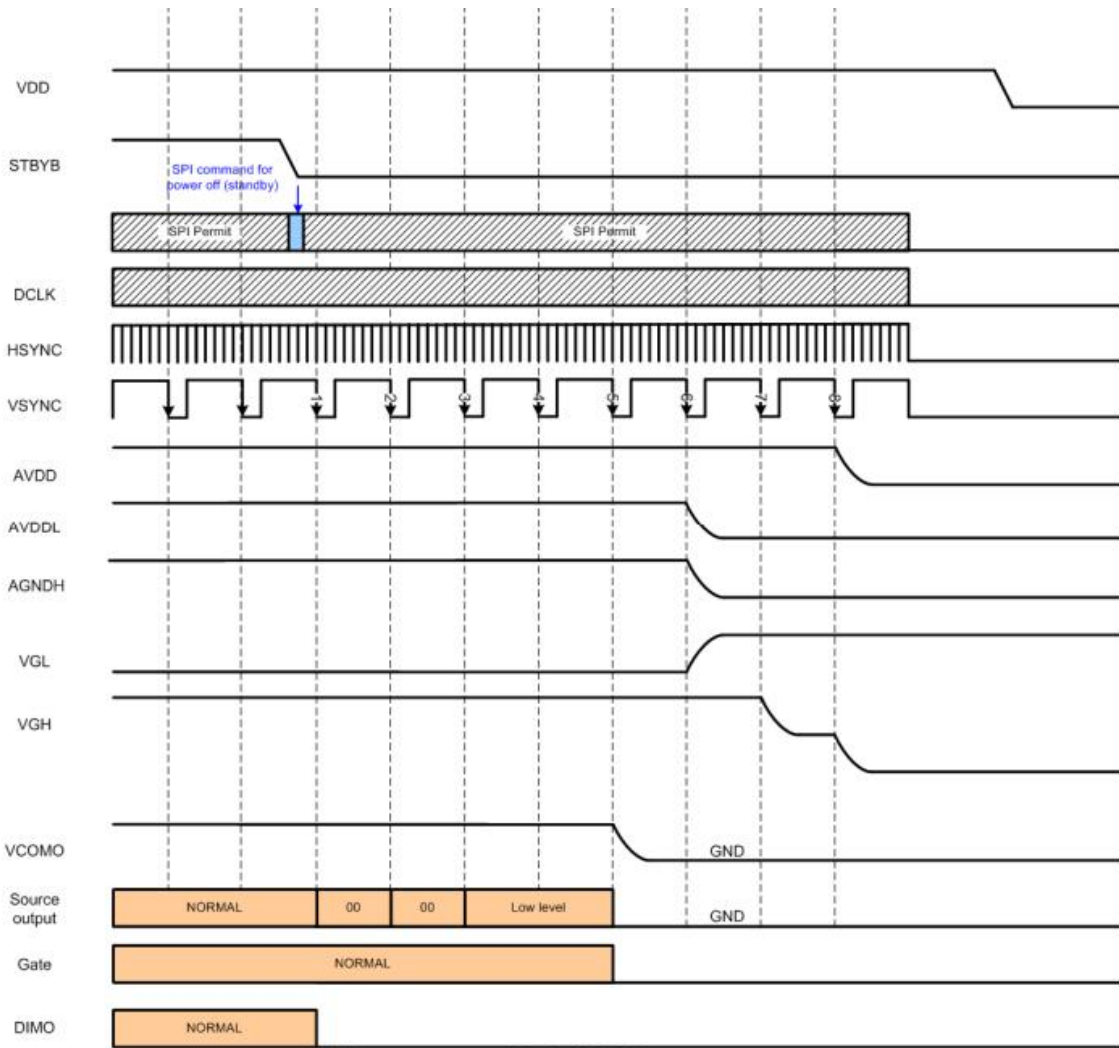 VDD
STBYB
SPI command for
power off (standby)
SPI Permit
SPI Permit
DCLK
HSYNC
VSYNC
1
2
3
4
5
6
7
8
AVDD
AVDDL
AGNDH
VGL
VGH
VCOMO
GND
Source
output
NORMAL
00
00
Low level
GND
Gate
NORMAL
DIMO
NORMAL